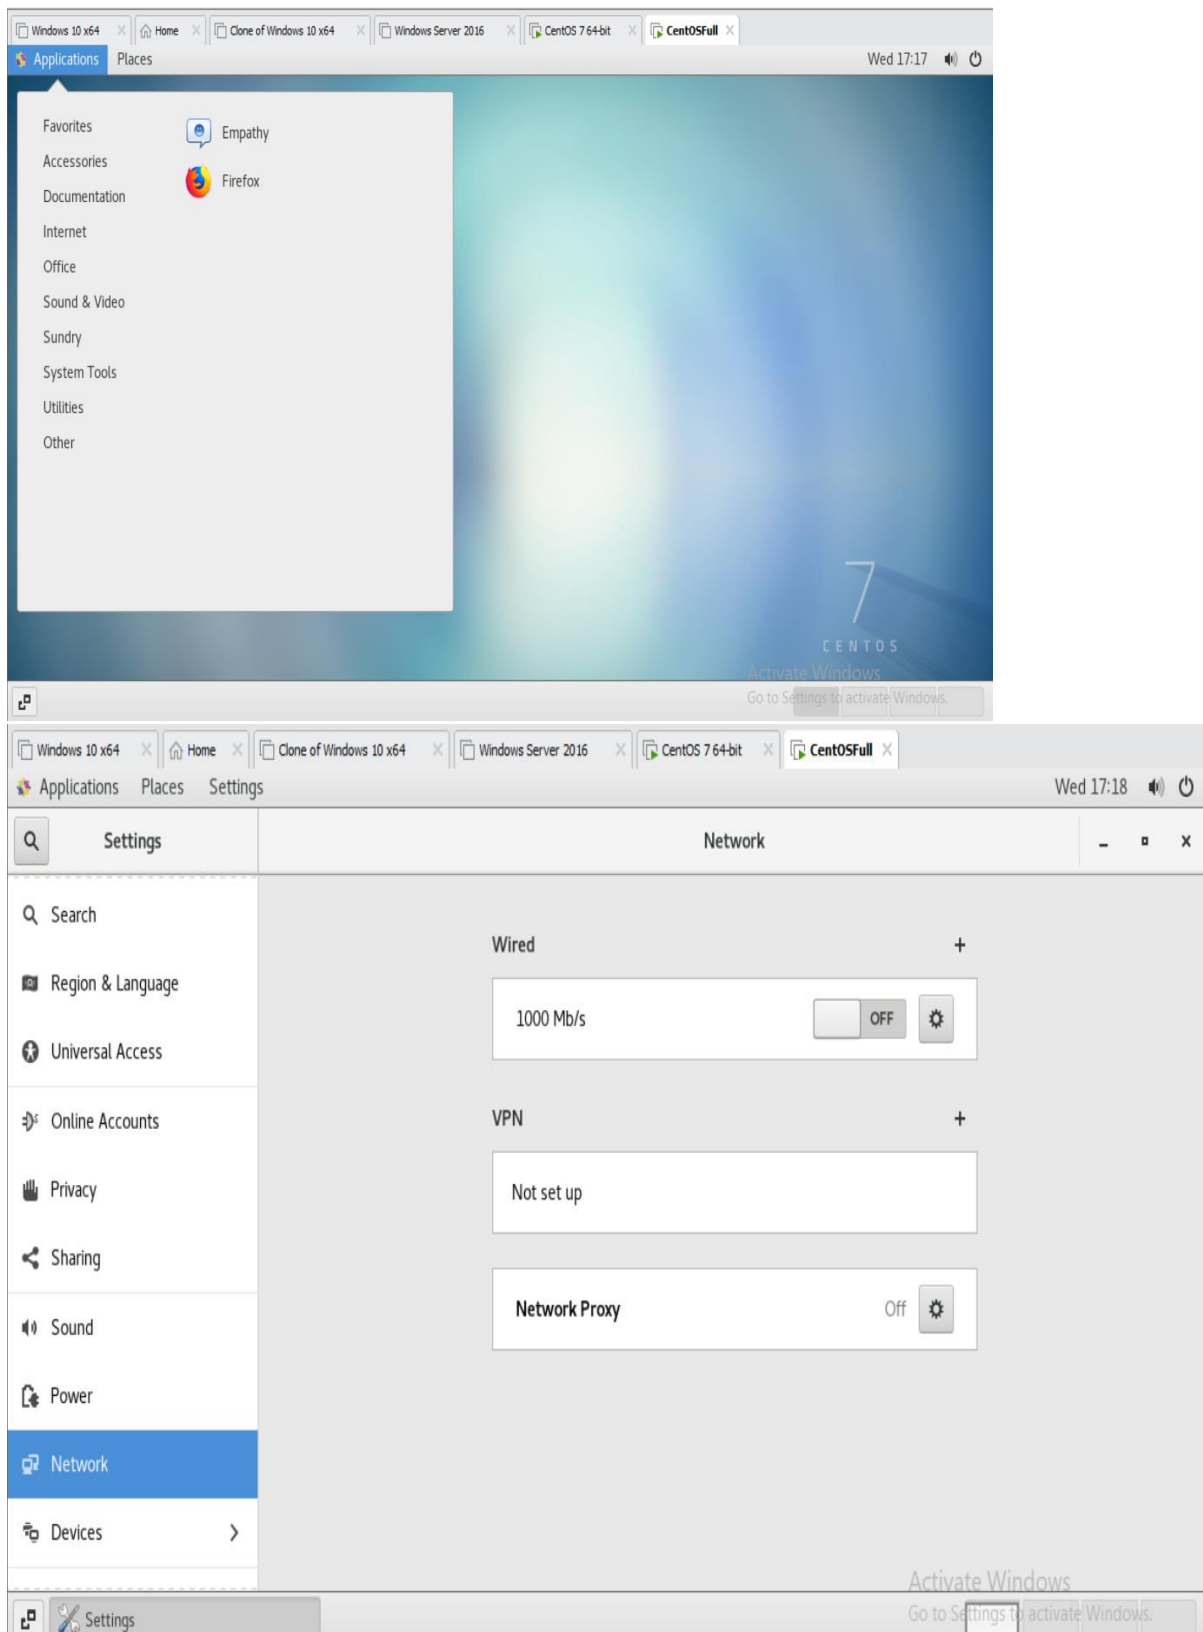 Windows 10 x64 Home Clone of Windows 10 x64 Windows Server 2016 CentOS 7 64-bit CentOSFull
Applications Places Wed 17:17
Favorites
Empathy
Accessories
Firefox
Documentation
Internet
Office
Sound & Video
Sundry
System Tools
Utilities
Other
7
CENTOS
Activate Windows
Go to Settings to activate Windows.
Windows 10 x64 Home Clone of Windows 10 x64 Windows Server 2016 CentOS 7 64-bit CentOSFull
Applications Places Settings Wed 17:18
Settings Network
Search
Wired
Region & Language
1000 Mb/s OFF
Universal Access
Online Accounts
VPN
Privacy
Not set up
Sharing
Network Proxy Off
Sound
Power
Network
Devices
Activate Windows
Go to Settings to activate Windows.
Settings